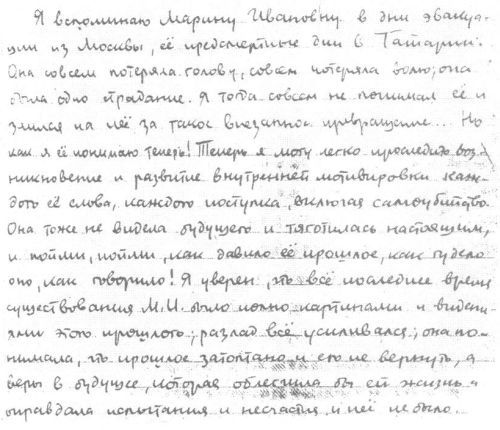 Я вспоминаю Марину Ивановну в дни эвакуа-
ции из Москвы, её предсмертные дни в Татарии.
Она совсем потеряла голову, совсем потеряла волю; она
была одно страдание. Я тогда совсем не понимал её и
злился на неё за такое внезапное превращение... Но
как я её понимаю теперь! Теперь я могу легко проследить воз-
никновение и развитие внутренней мотивировки каж-
дого её слова, каждого поступка, включая самоубийство.
Она тоже не видела будущего и тяготилась настоящим,
и пойми, пойми, как давило её прошлое, как гудело
оно, как говорило! Я уверен, что всё последнее время
существования М.И. было полно картинами и видени-
ями этого прошлого; разлад всё усиливался; она по-
нимала, что прошлое затоптано и его не вернуть, а
веры в будущее, которая облегчила бы ей жизнь и
оправдала испытания и несчастья, у неё не было.